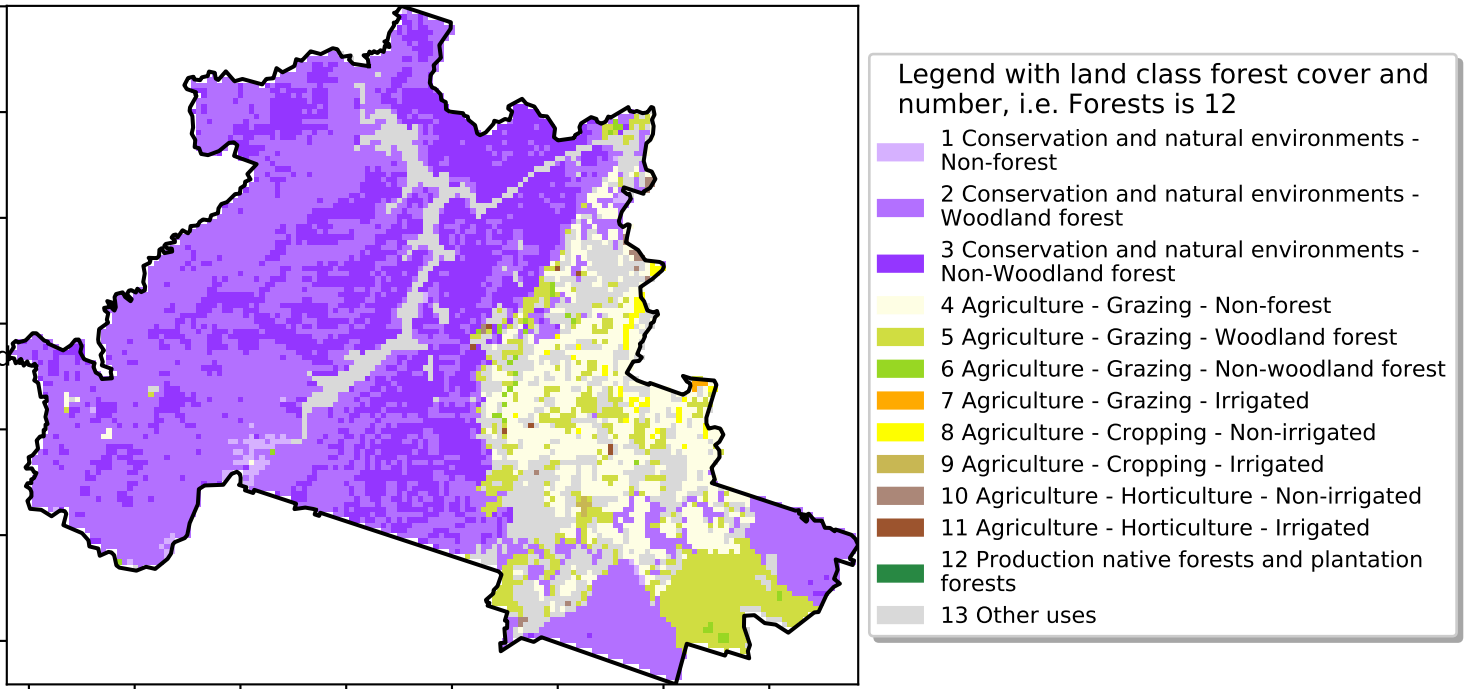 Legend with land class forest cover and
number, i.e. Forests is 12
1 Conservation and natural environments -
Non-forest
2 Conservation and natural environments -
Woodland forest
3 Conservation and natural environments -
Non-Woodland forest
4 Agriculture - Grazing - Non-forest
5 Agriculture - Grazing - Woodland forest
6 Agriculture - Grazing - Non-woodland forest
7 Agriculture - Grazing - Irrigated
8 Agriculture - Cropping - Non-irrigated
9 Agriculture - Cropping - Irrigated
10 Agriculture - Horticulture - Non-irrigated
11 Agriculture - Horticulture - Irrigated
12 Production native forests and plantation
forests
13 Other uses